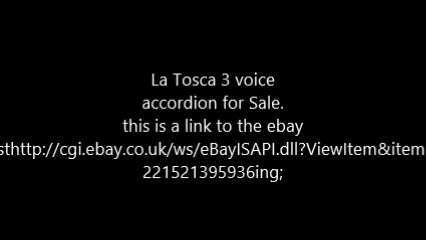 La Tosca 3 voice
accordion for Sale.
this is a link to the ebay
sthttp://cgi.ebay.co.uk/ws/eBayISAPI.dll?ViewItem&item
221521395936ing;